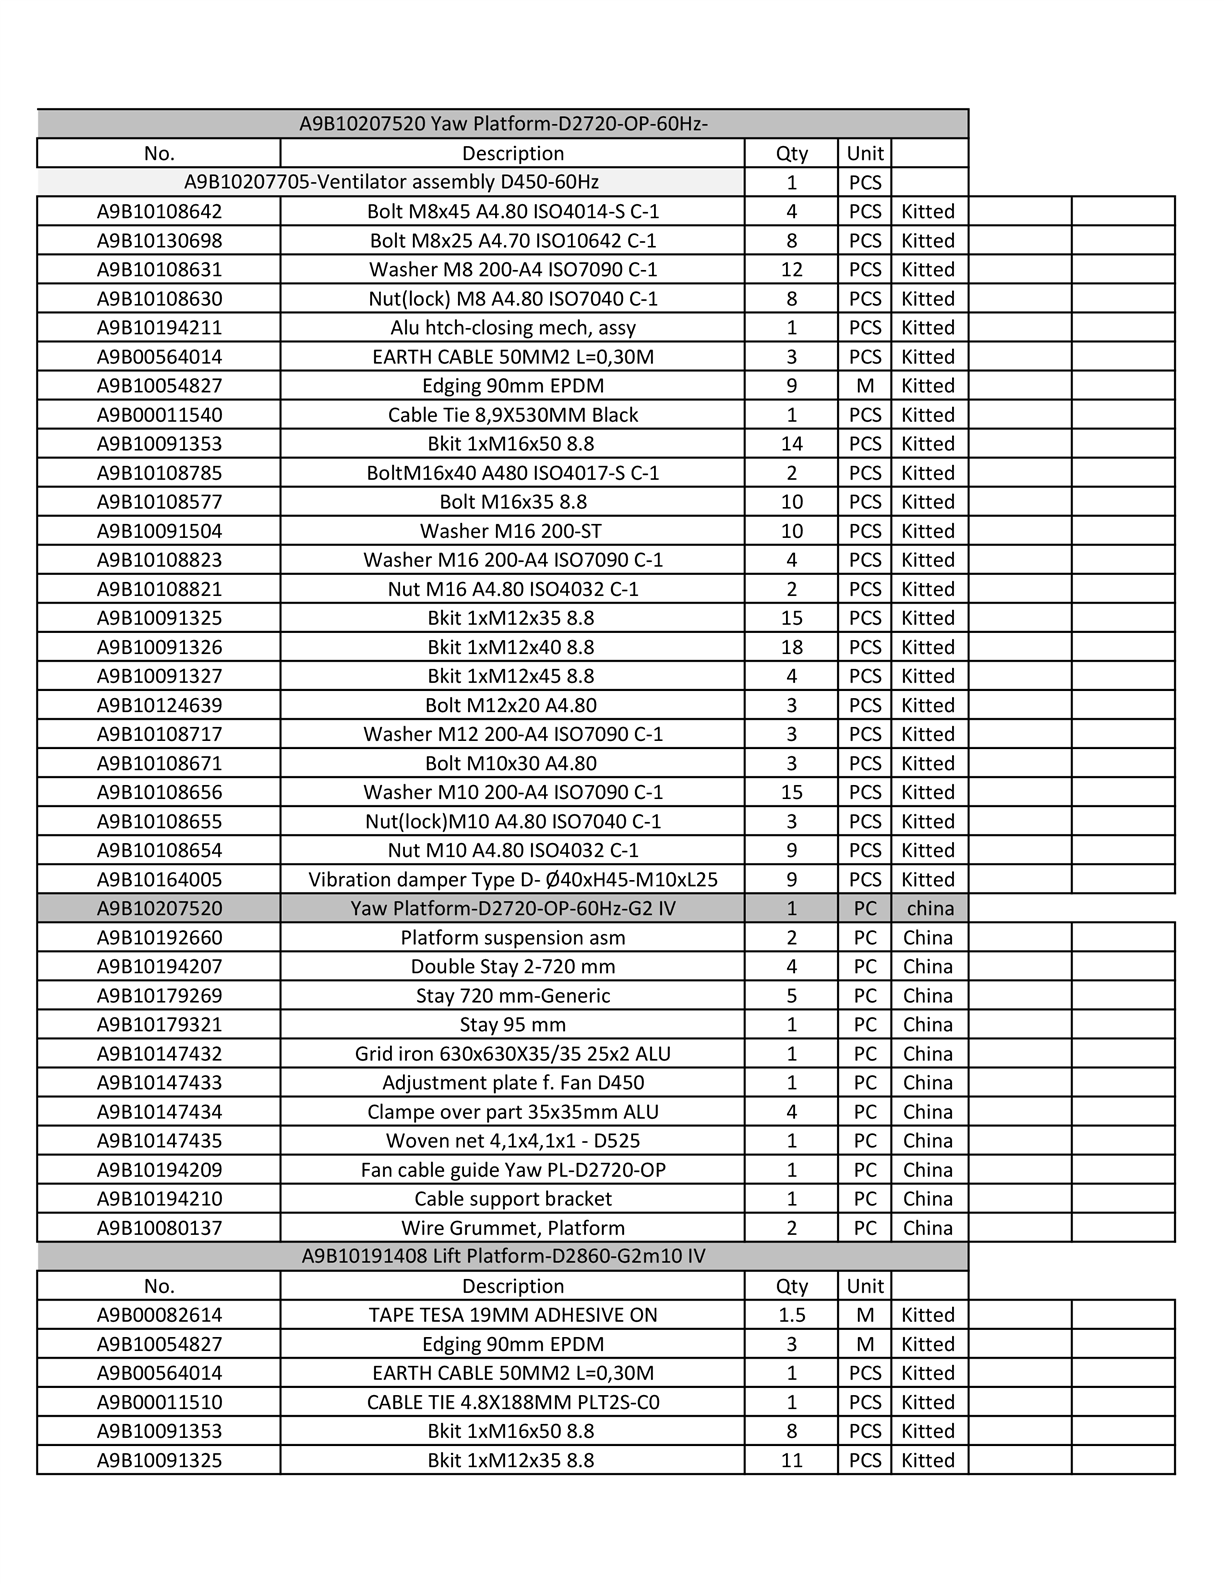 A9B10207520 Yaw Platform-D2720-OP-60Hz-
No. Description Qty Unit
A9B10207705-Ventilator assembly D450-60Hz 1 PCS
A9B10108642 Bolt M8x45 A4.80 ISO4014-S C-1 4 PCS Kitted
A9B10130698 Bolt M8x25 A4.70 ISO10642 C-1 8 PCS Kitted
A9B10108631 Washer M8 200-A4 ISO7090 C-1 12 PCS Kitted
A9B10108630 Nut(lock) M8 A4.80 ISO7040 C-1 8 PCS Kitted
A9B10194211 Alu htch-closing mech, assy 1 PCS Kitted
A9B00564014 EARTH CABLE 50MM2 L=0,30M 3 PCS Kitted
A9B10054827 Edging 90mm EPDM 9 M Kitted
A9B00011540 Cable Tie 8,9X530MM Black 1 PCS Kitted
A9B10091353 Bkit 1xM16x50 8.8 14 PCS Kitted
A9B10108785 BoltM16x40 A480 ISO4017-S C-1 2 PCS Kitted
A9B10108577 Bolt M16x35 8.8 10 PCS Kitted
A9B10091504 Washer M16 200-ST 10 PCS Kitted
A9B10108823 Washer M16 200-A4 ISO7090 C-1 4 PCS Kitted
A9B10108821 Nut M16 A4.80 ISO4032 C-1 2 PCS Kitted
A9B10091325 Bkit 1xM12x35 8.8 15 PCS Kitted
A9B10091326 Bkit 1xM12x40 8.8 18 PCS Kitted
A9B10091327 Bkit 1xM12x45 8.8 4 PCS Kitted
A9B10124639 Bolt M12x20 A4.80 3 PCS Kitted
A9B10108717 Washer M12 200-A4 ISO7090 C-1 3 PCS Kitted
A9B10108671 Bolt M10x30 A4.80 3 PCS Kitted
A9B10108656 Washer M10 200-A4 ISO7090 C-1 15 PCS Kitted
A9B10108655 Nut(lock)M10 A4.80 ISO7040 C-1 3 PCS Kitted
A9B10108654 Nut M10 A4.80 ISO4032 C-1 9 PCS Kitted
A9B10164005 Vibration damper Type D- Ø40xH45-M10xL25 9 PCS Kitted
A9B10207520 Yaw Platform-D2720-OP-60Hz-G2 IV 1 PC china
A9B10192660 Platform suspension asm 2 PC China
A9B10194207 Double Stay 2-720 mm 4 PC China
A9B10179269 Stay 720 mm-Generic 5 PC China
A9B10179321 Stay 95 mm 1 PC China
A9B10147432 Grid iron 630x630X35/35 25x2 ALU 1 PC China
A9B10147433 Adjustment plate f. Fan D450 1 PC China
A9B10147434 Clampe over part 35x35mm ALU 4 PC China
A9B10147435 Woven net 4,1x4,1x1 - D525 1 PC China
A9B10194209 Fan cable guide Yaw PL-D2720-OP 1 PC China
A9B10194210 Cable support bracket 1 PC China
A9B10080137 Wire Grummet, Platform 2 PC China
A9B10191408 Lift Platform-D2860-G2m10 IV
No. Description Qty Unit
A9B00082614 TAPE TESA 19MM ADHESIVE ON 1.5 M Kitted
A9B10054827 Edging 90mm EPDM 3 M Kitted
A9B00564014 EARTH CABLE 50MM2 L=0,30M 1 PCS Kitted
A9B00011510 CABLE TIE 4.8X188MM PLT2S-C0 1 PCS Kitted
A9B10091353 Bkit 1xM16x50 8.8 8 PCS Kitted
A9B10091325 Bkit 1xM12x35 8.8 11 PCS Kitted